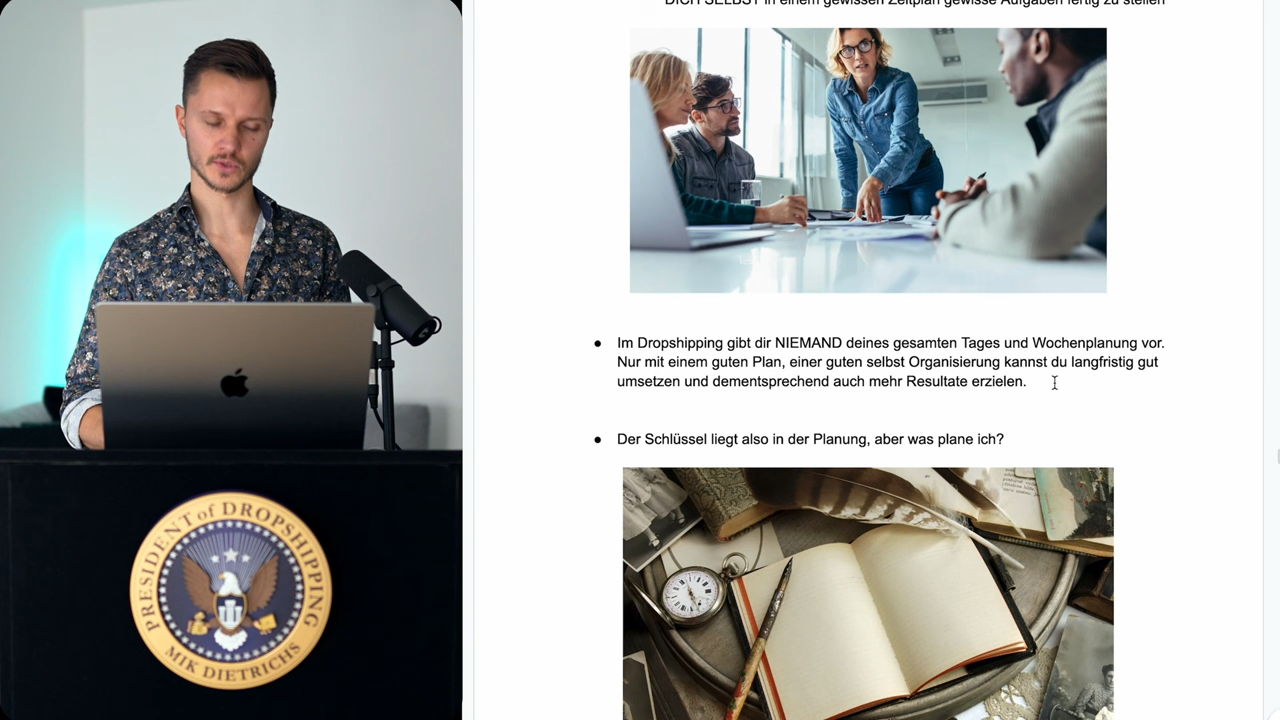 DICH SELBST in einem gewissen Zeitplan gewisse Aufgaben fertig zu stellen
Im Dropshipping gibt dir NIEMAND deines gesamten Tages und Wochenplanung vor.
Nur mit einem guten Plan, einer guten selbst Organisierung kannst du langfristig gut
umsetzen und dementsprechend auch mehr Resultate erzielen.
Der Schlüssel liegt also in der Planung, aber was plane ich?
PRESIDENT of DROPSHIPPING
MIK DIETRICHS